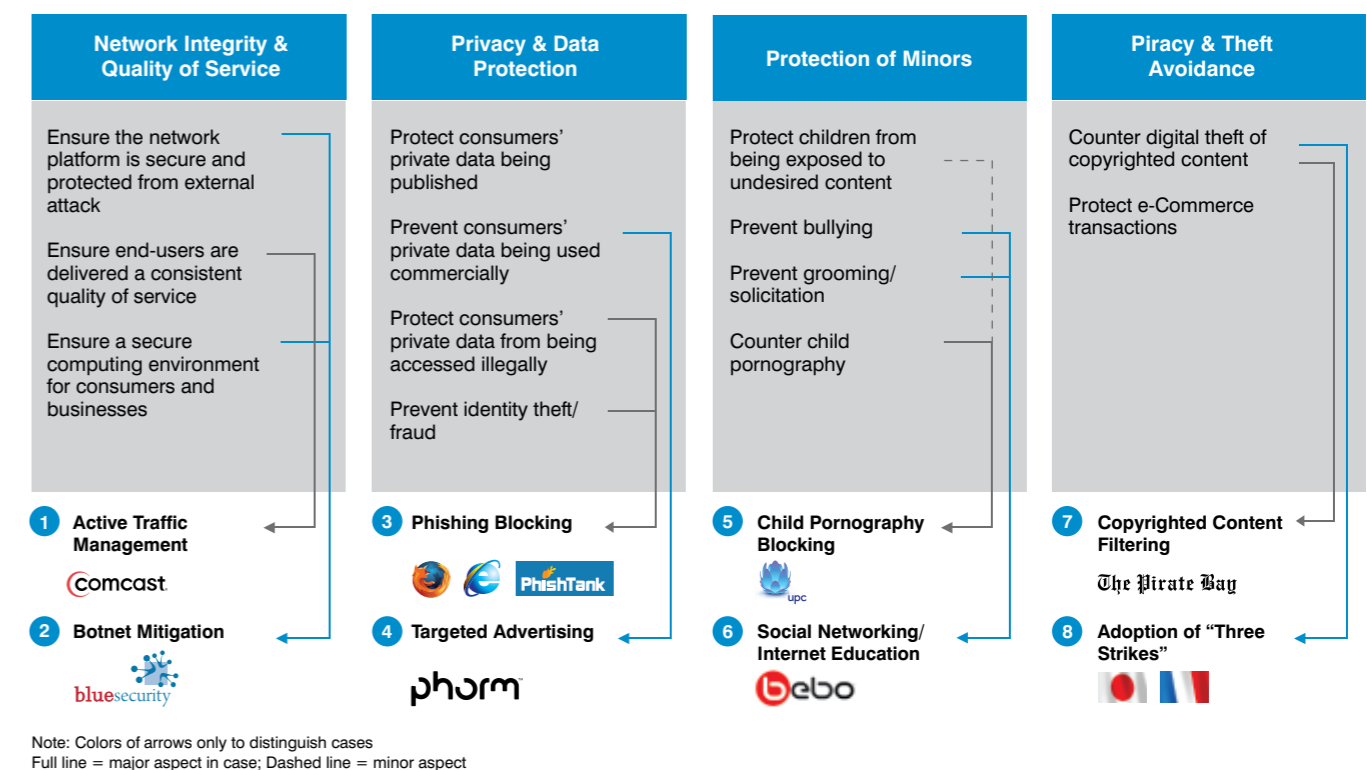 Network Integrity &
Quality of Service
Ensure the network
platform is secure and
protected from external
attack
Ensure end-users are
delivered a consistent
quality of service
Ensure a secure
computing environment
for consumers and
businesses
1 Active Traffic
Management
comcast.
2 Botnet Mitigation
bluesecurity
Privacy & Data
Protection
Protect consumers’
private data being
published
Prevent consumers’
private data being used
commercially
Protect consumers’
private data from being
accessed illegally
Prevent identity theft/
fraud
3 Phishing Blocking
PhishTank
4 Targeted Advertising
phorm
Protection of Minors
Protect children from
being exposed to
undesired content
Prevent bullying
Prevent grooming/
solicitation
Counter child
pornography
5 Child Pornography
Blocking
upc
6 Social Networking/
Internet Education
bebo
Piracy & Theft
Avoidance
Counter digital theft of
copyrighted content
Protect e-Commerce
transactions
7 Copyrighted Content
Filtering
The Pirate Bay
8 Adoption of “Three
Strikes”
Note: Colors of arrows only to distinguish cases
Full line = major aspect in case; Dashed line = minor aspect